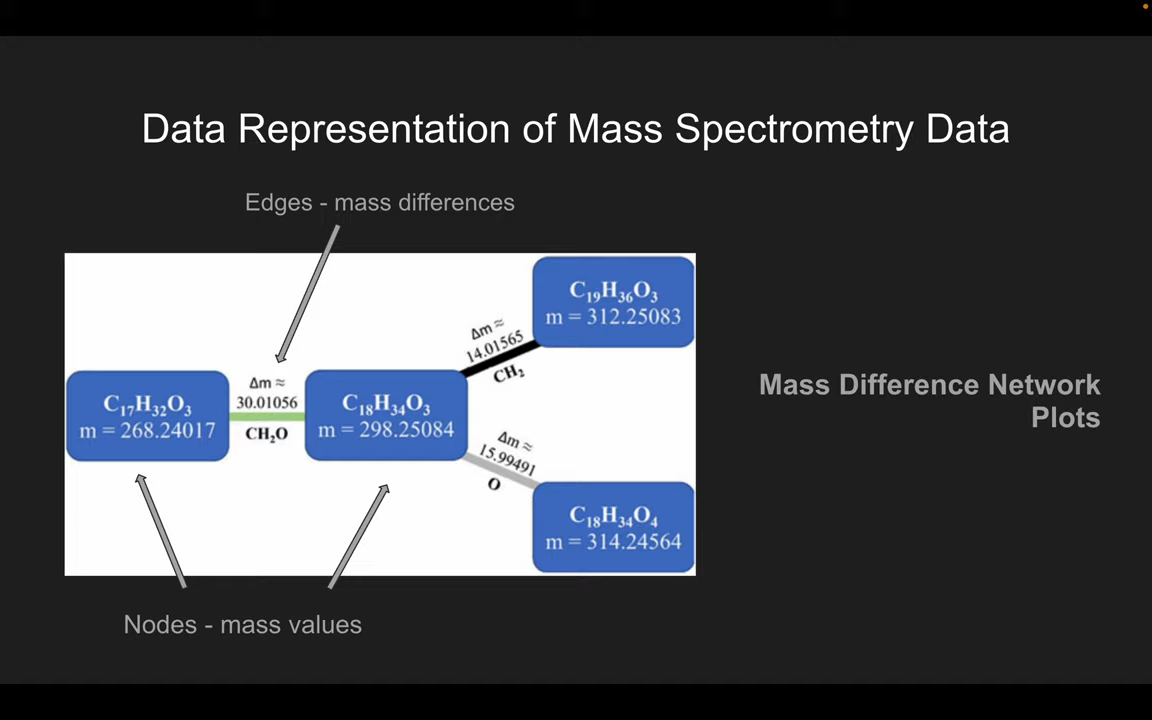 Data Representation of Mass Spectrometry Data
Edges - mass differences
C₁₉H₃₆O₃
m = 312.25083
Δm ≈
14.01565
CH₂
Δm ≈
30.01056
CH₂O
C₁₇H₃₂O₃
m = 268.24017
C₁₈H₃₄O₃
m = 298.25084
Mass Difference Network
Plots
Δm ≈
15.99491
O
C₁₈H₃₄O₄
m = 314.24564
Nodes - mass values